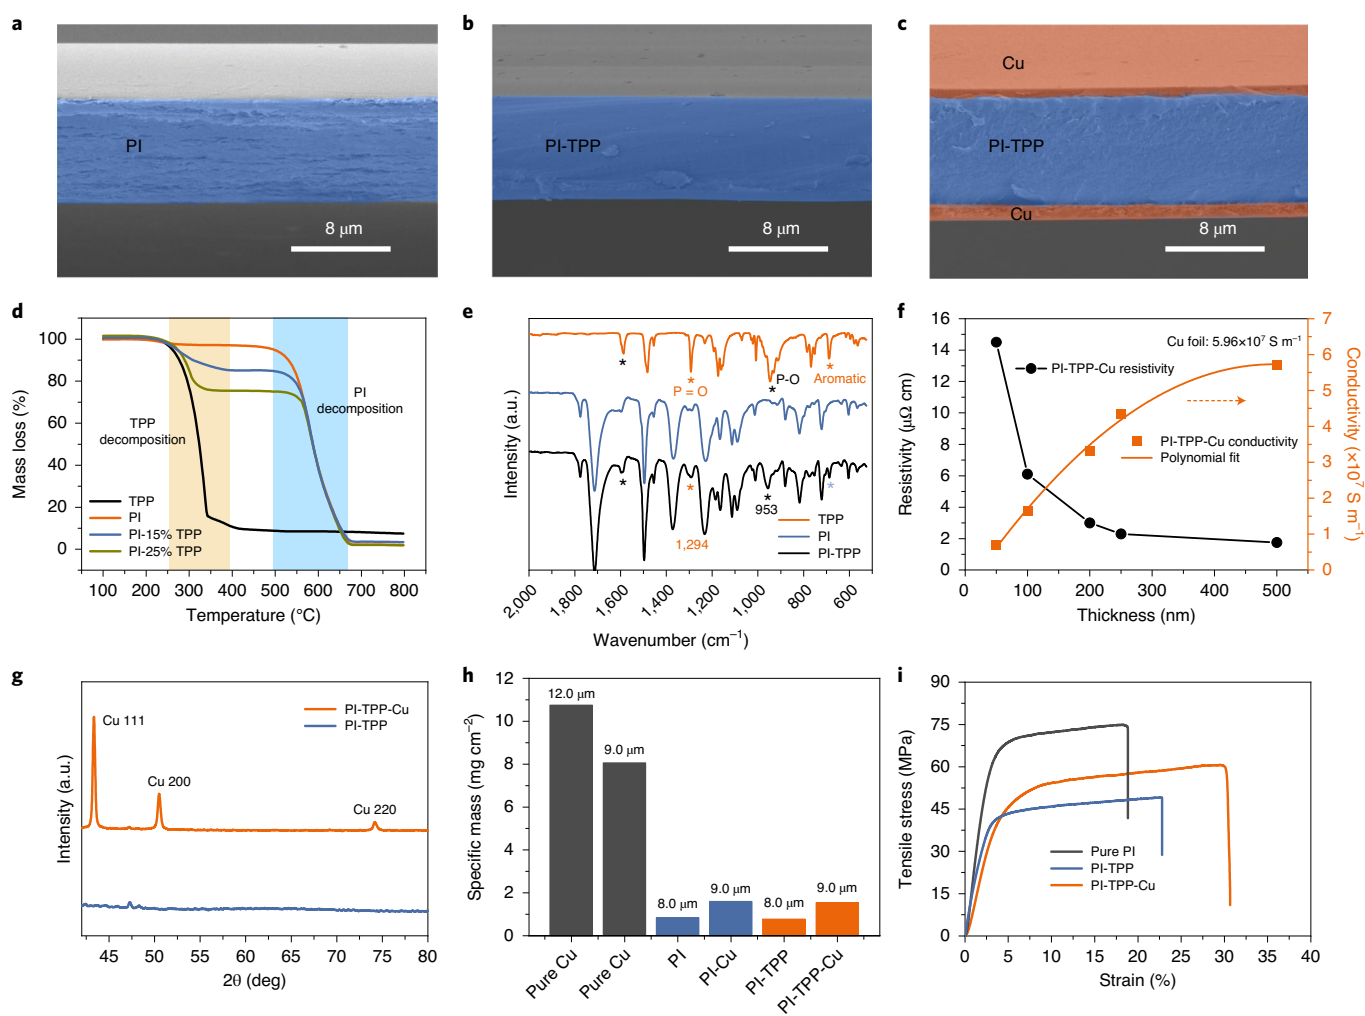 a
PI
8 μm
b
PI-TPP
8 μm
c
Cu
PI-TPP
Cu
8 μm
d
Mass loss (%)
100
80
60
40
20
0
TPP
decomposition
PI
decomposition
TPP
PI
PI-15% TPP
PI-25% TPP
100 200 300 400 500 600 700 800
Temperature (°C)
e
Intensity (a.u.)
*
*
P = O
*
P-O
*
Aromatic
*
*
*
*
953
1,294
TPP
PI
PI-TPP
2,000 1,800 1,600 1,400 1,200 1,000 800 600
Wavenumber (cm⁻¹)
f
Resistivity (μΩ cm)
16
14
12
10
8
6
4
2
0
Cu foil: 5.96×10⁷ S m⁻¹
PI-TPP-Cu resistivity
PI-TPP-Cu conductivity
Polynomial fit
7
6
5
4
3
2
1
0
Conductivity (×10⁷ S m⁻¹)
0 100 200 300 400 500
Thickness (nm)
g
Intensity (a.u.)
PI-TPP-Cu
PI-TPP
Cu 111
Cu 200
Cu 220
45 50 55 60 65 70 75 80
2θ (deg)
h
Specific mass (mg cm⁻²)
12
10
8
6
4
2
0
12.0 μm
9.0 μm
8.0 μm
9.0 μm
8.0 μm
9.0 μm
Pure Cu
Pure Cu
PI
PI-Cu
PI-TPP
PI-TPP-Cu
i
Tensile stress (MPa)
90
75
60
45
30
15
0
Pure PI
PI-TPP
PI-TPP-Cu
0 5 10 15 20 25 30 35 40
Strain (%)